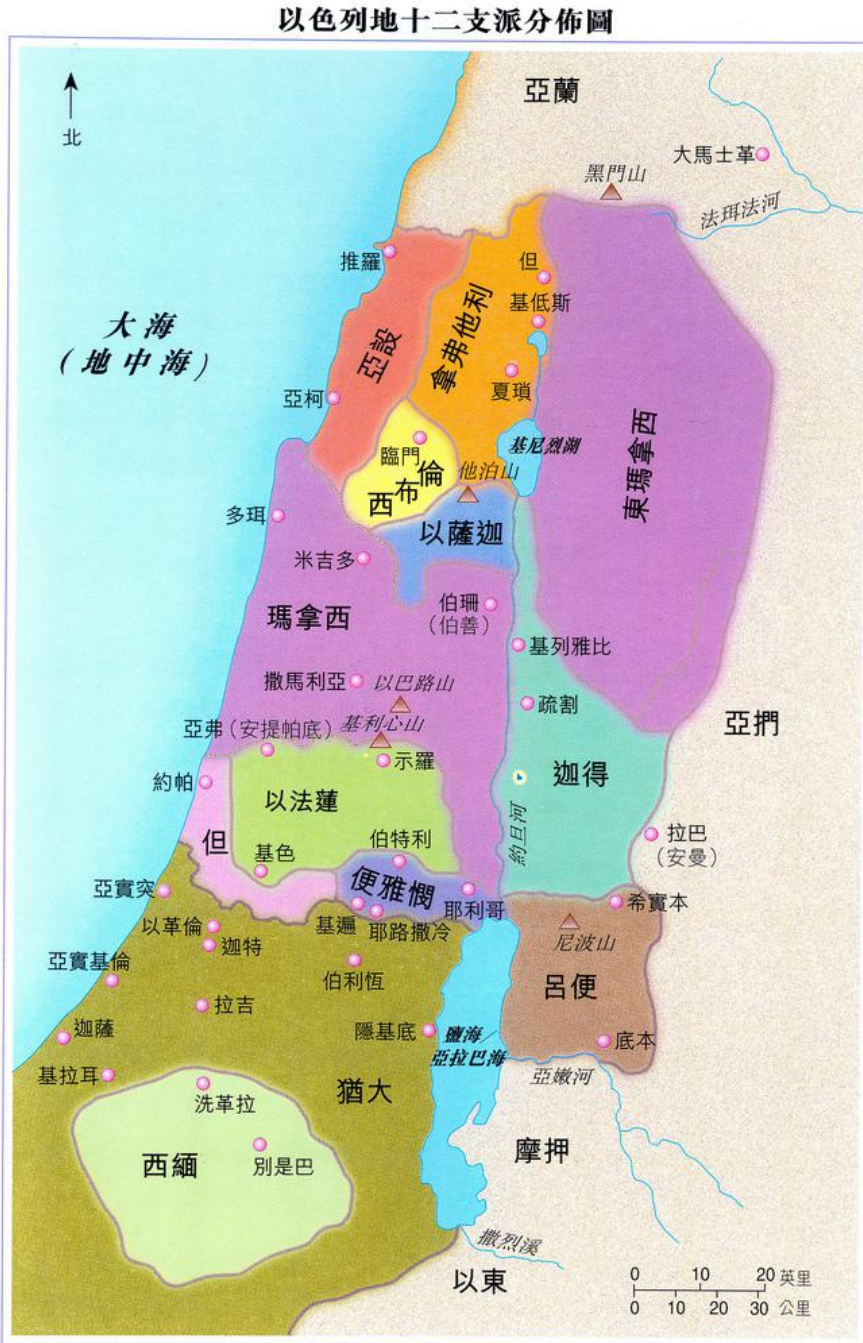 以色列地十二支派分佈圖
北
亞蘭
大馬士革
黑門山
法珥法河
推羅
但
基低斯
大海
(地中海)
亞設
拿弗他利
夏瑣
亞柯
臨門
西布倫
基尼烈湖
他泊山
東瑪拿西
多珥
以薩迦
米吉多
伯珊
(伯善)
瑪拿西
基列雅比
撒馬利亞
以巴路山
疏割
亞捫
亞弗(安提帕底)
基利心山
示羅
約帕
以法蓮
迦得
約旦河
但
基色
伯特利
拉巴
(安曼)
便雅憫
亞實突
基遍
耶路撒冷
耶利哥
希實本
以革倫
迦特
尼波山
亞實基倫
伯利恆
呂便
拉吉
迦薩
隱基底
鹽海/
亞拉巴海
底本
基拉耳
洗革拉
猶大
亞嫩河
西緬
別是巴
摩押
撒烈溪
以東
0 10 20 英里
0 10 20 30 公里